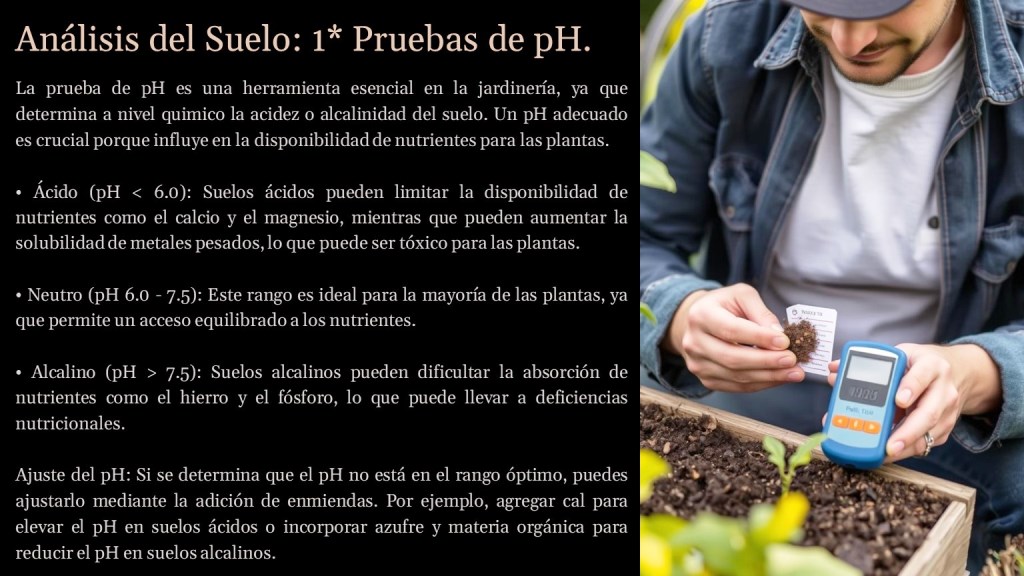 Análisis del Suelo: 1* Pruebas de pH.
La prueba de pH es una herramienta esencial en la jardinería, ya que
determina a nivel quimico la acidez o alcalinidad del suelo. Un pH adecuado
es crucial porque influye en la disponibilidad de nutrientes para las plantas.
• Ácido (pH < 6.0): Suelos ácidos pueden limitar la disponibilidad de
nutrientes como el calcio y el magnesio, mientras que pueden aumentar la
solubilidad de metales pesados, lo que puede ser tóxico para las plantas.
• Neutro (pH 6.0 - 7.5): Este rango es ideal para la mayoría de las plantas, ya
que permite un acceso equilibrado a los nutrientes.
• Alcalino (pH > 7.5): Suelos alcalinos pueden dificultar la absorción de
nutrientes como el hierro y el fósforo, lo que puede llevar a deficiencias
nutricionales.
Ajuste del pH: Si se determina que el pH no está en el rango óptimo, puedes
ajustarlo mediante la adición de enmiendas. Por ejemplo, agregar cal para
elevar el pH en suelos ácidos o incorporar azufre y materia orgánica para
reducir el pH en suelos alcalinos.